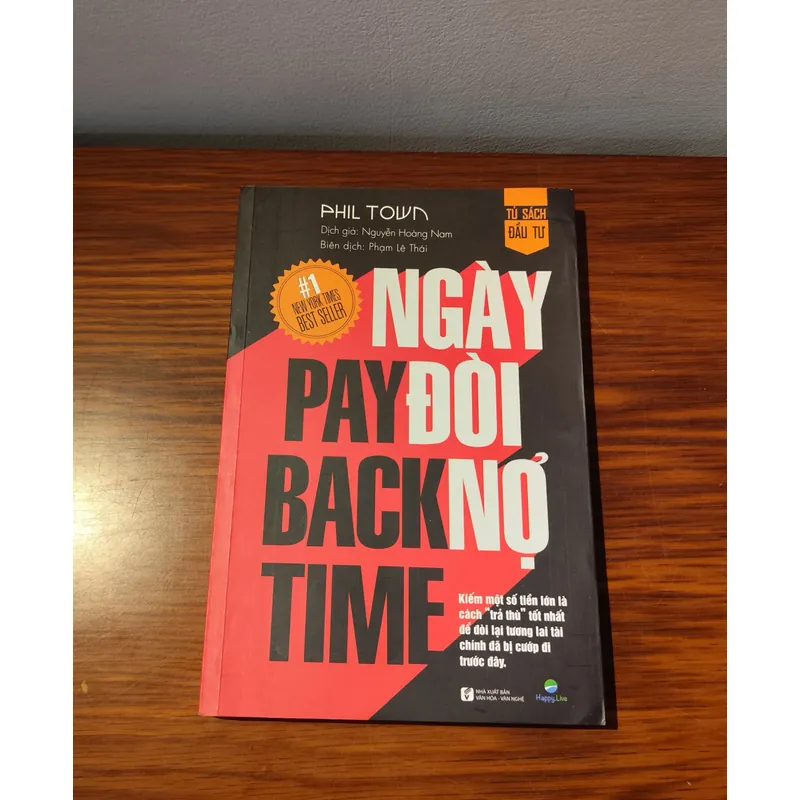 PHIL TOWN
Dịch giả: Nguyễn Hoàng Nam
Biên dịch: Phạm Lê Thái
TỦ SÁCH
ĐẦU TƯ
#1
NEW YORK TIMES
BEST SELLER
NGÀY
PAY ĐÒI
BACK NỢ
TIME
Kiếm một số tiền lớn là
cách "trả thù" tốt nhất
để đòi lại tương lai tài
chính đã bị cướp đi
trước đây.
NHÀ XUẤT BẢN
VĂN HÓA - VĂN NGHỆ
Happy.Live